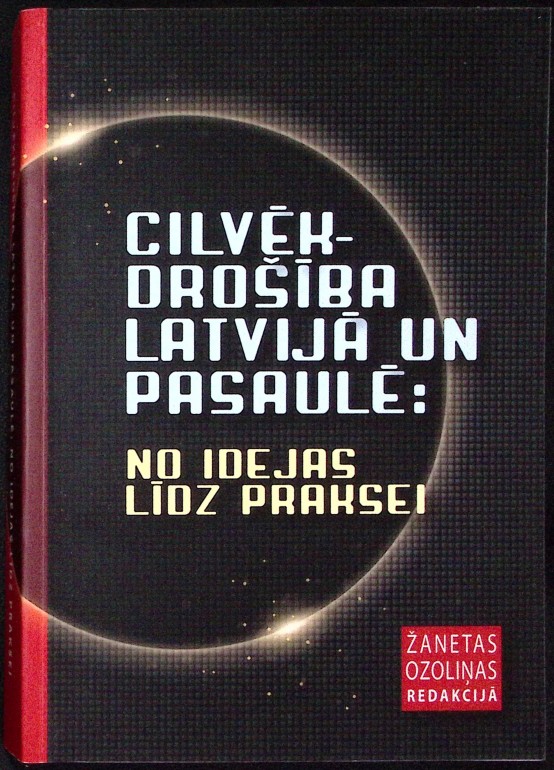 CILVĒK-
DROŠĪBA
LATVIJĀ UN
PASAULĒ:
NO IDEJAS
LĪDZ PRAKSEI
ŽANETAS
OZOLIŅAS
REDAKCIJĀ